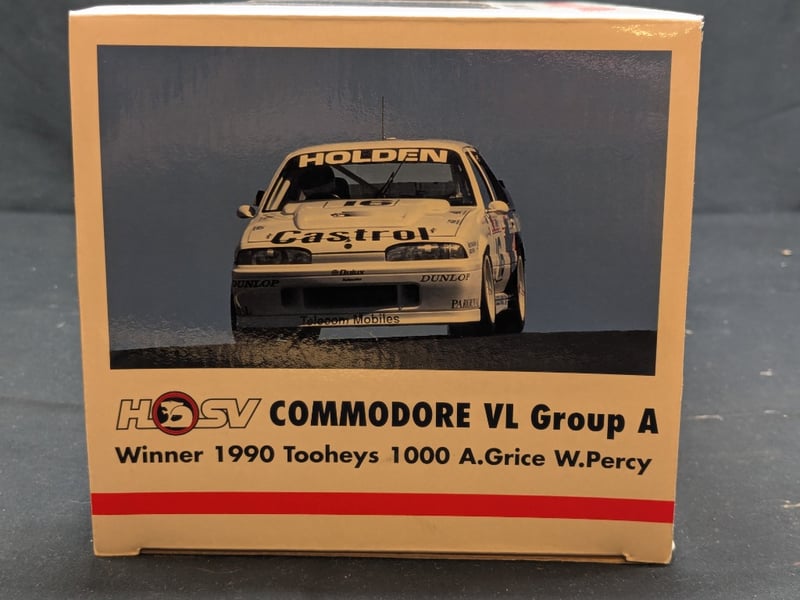 HOLDEN
16
Castrol
Dulux
DUNLOP
DUNLOP
Telecom Mobiles
HSV COMMODORE VL Group A
Winner 1990 Tooheys 1000 A.Grice W.Percy